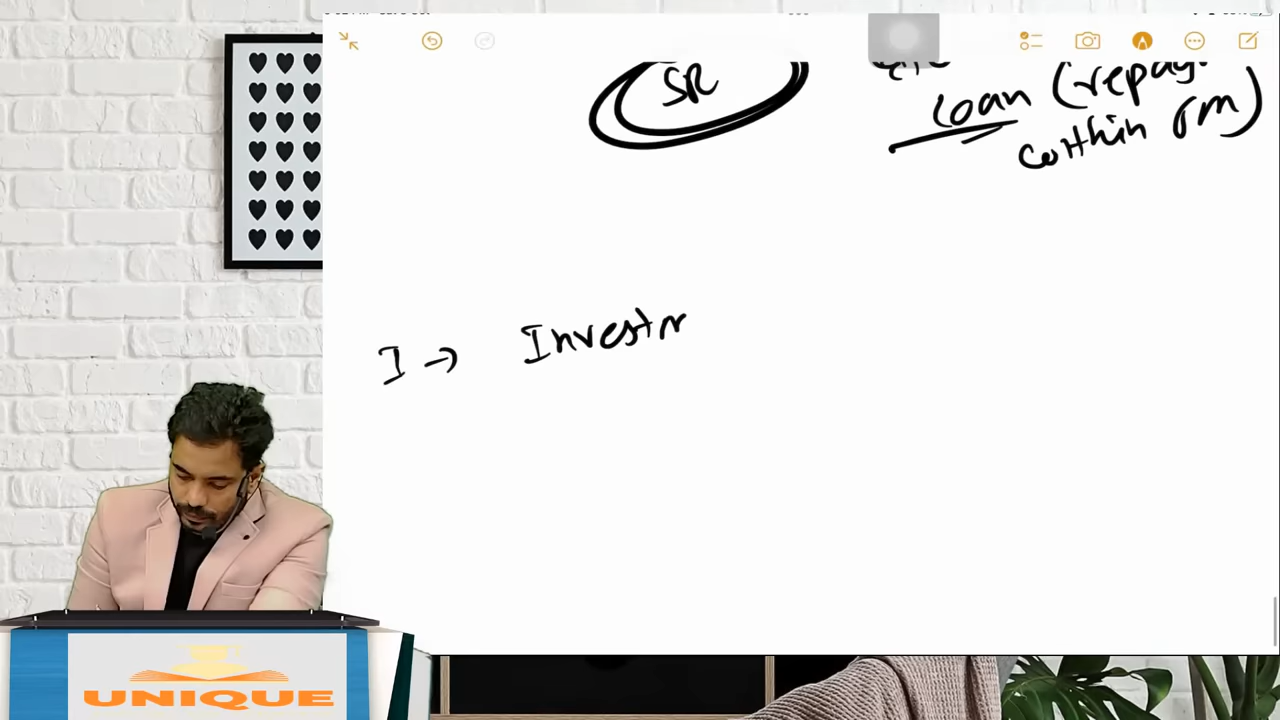 SR
loan (repay
within 6m)
I → Investm
UNIQUE